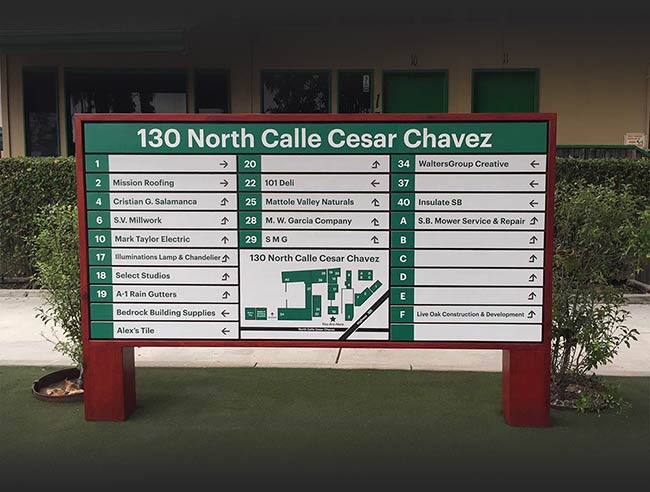 130 North Calle Cesar Chavez
1
2 Mission Roofing
4 Cristian G. Salamanca
6 S.V. Millwork
10 Mark Taylor Electric
17 Illuminations Lamp & Chandelier
18 Select Studios
19 A-1 Rain Gutters
Bedrock Building Supplies
Alex's Tile
20
22 101 Deli
25 Mattole Valley Naturals
28 M. W. Garcia Company
29 S M G
130 North Calle Cesar Chavez
You Are Here
North Calle Cesar Chavez
34 WaltersGroup Creative
37
40 Insulate SB
A S.B. Mower Service & Repair
B
C
D
E
F Live Oak Construction & Development